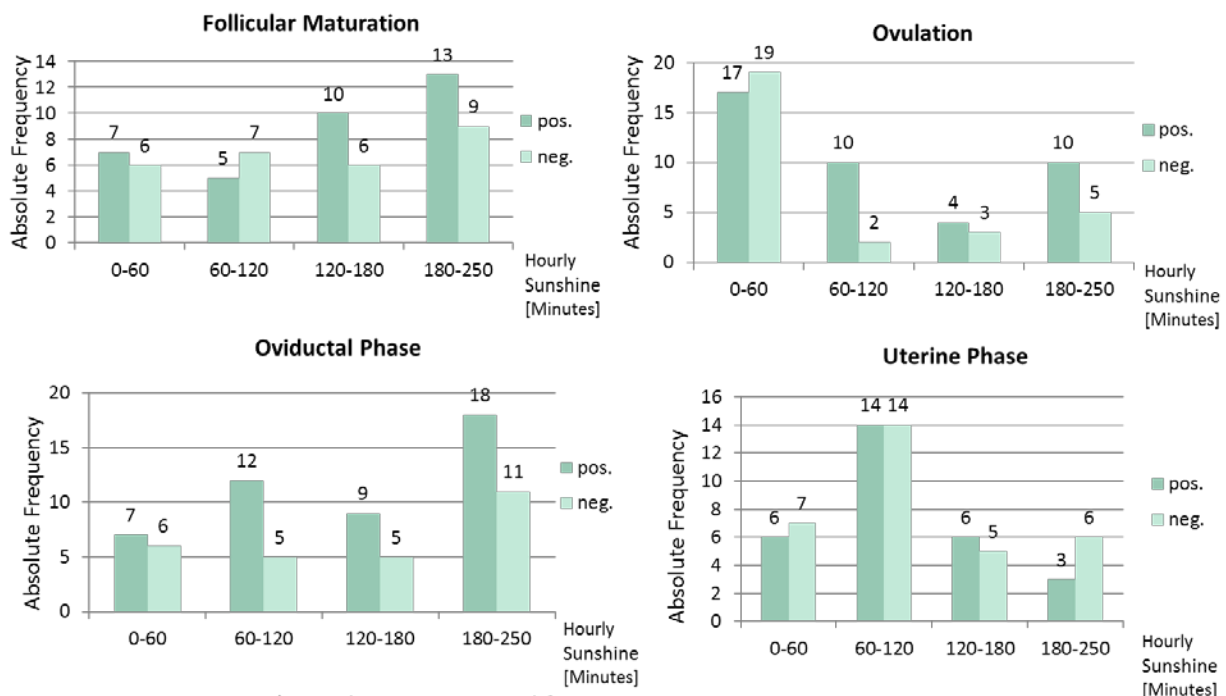 Follicular Maturation
Absolute Frequency
14
12
10
8
6
4
2
0
7
6
5
7
10
6
13
9
pos.
neg.
0-60
60-120
120-180
180-250
Hourly
Sunshine
[Minutes]
Ovulation
Absolute Frequency
20
15
10
5
0
17
19
10
2
4
3
10
5
pos.
neg.
0-60
60-120
120-180
180-250
Hourly
Sunshine
[Minutes]
Oviductal Phase
Absolute Frequency
20
15
10
5
0
7
6
12
5
9
5
18
11
pos.
neg.
0-60
60-120
120-180
180-250
Hourly
Sunshine
[Minutes]
Uterine Phase
Absolute Frequency
16
14
12
10
8
6
4
2
0
6
7
14
14
6
5
3
6
pos.
neg.
0-60
60-120
120-180
180-250
Hourly
Sunshine
[Minutes]